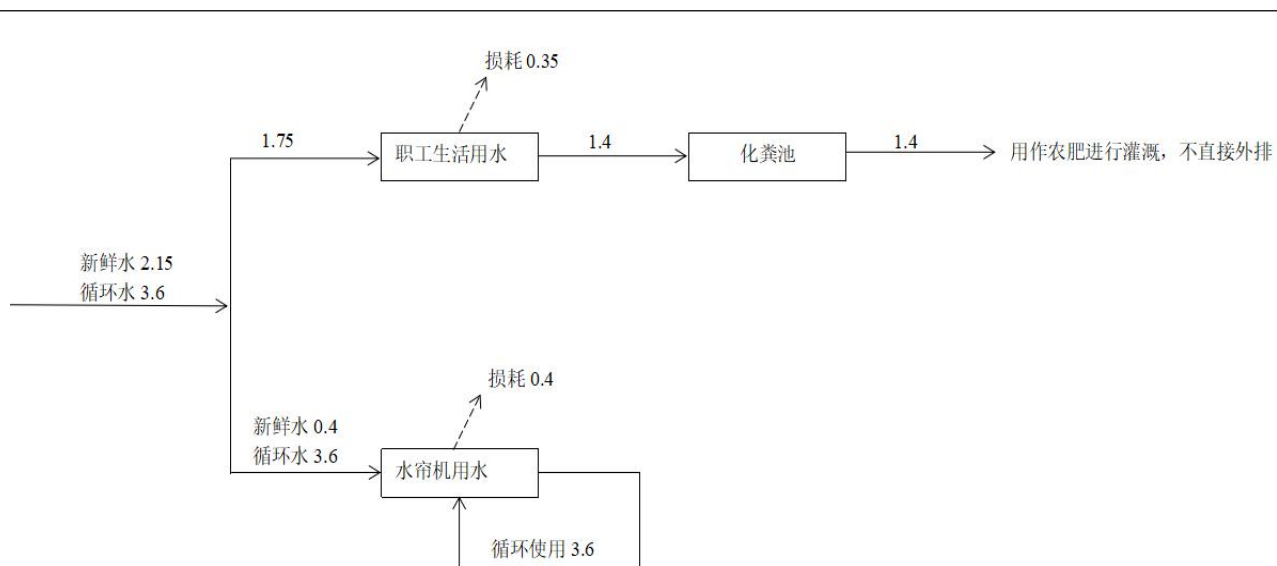 损耗 0.35
1.75
职工生活用水
1.4
化粪池
1.4
用作农肥进行灌溉，不直接外排
新鲜水 2.15
循环水 3.6
损耗 0.4
新鲜水 0.4
循环水 3.6
水帘机用水
循环使用 3.6